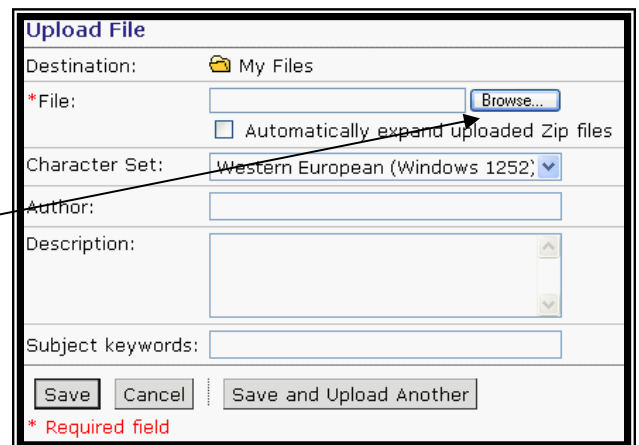 Upload File
Destination: My Files
*File: Browse...
Automatically expand uploaded Zip files
Character Set: Western European (Windows 1252)
Author:
Description:
Subject keywords:
Save Cancel Save and Upload Another
* Required field